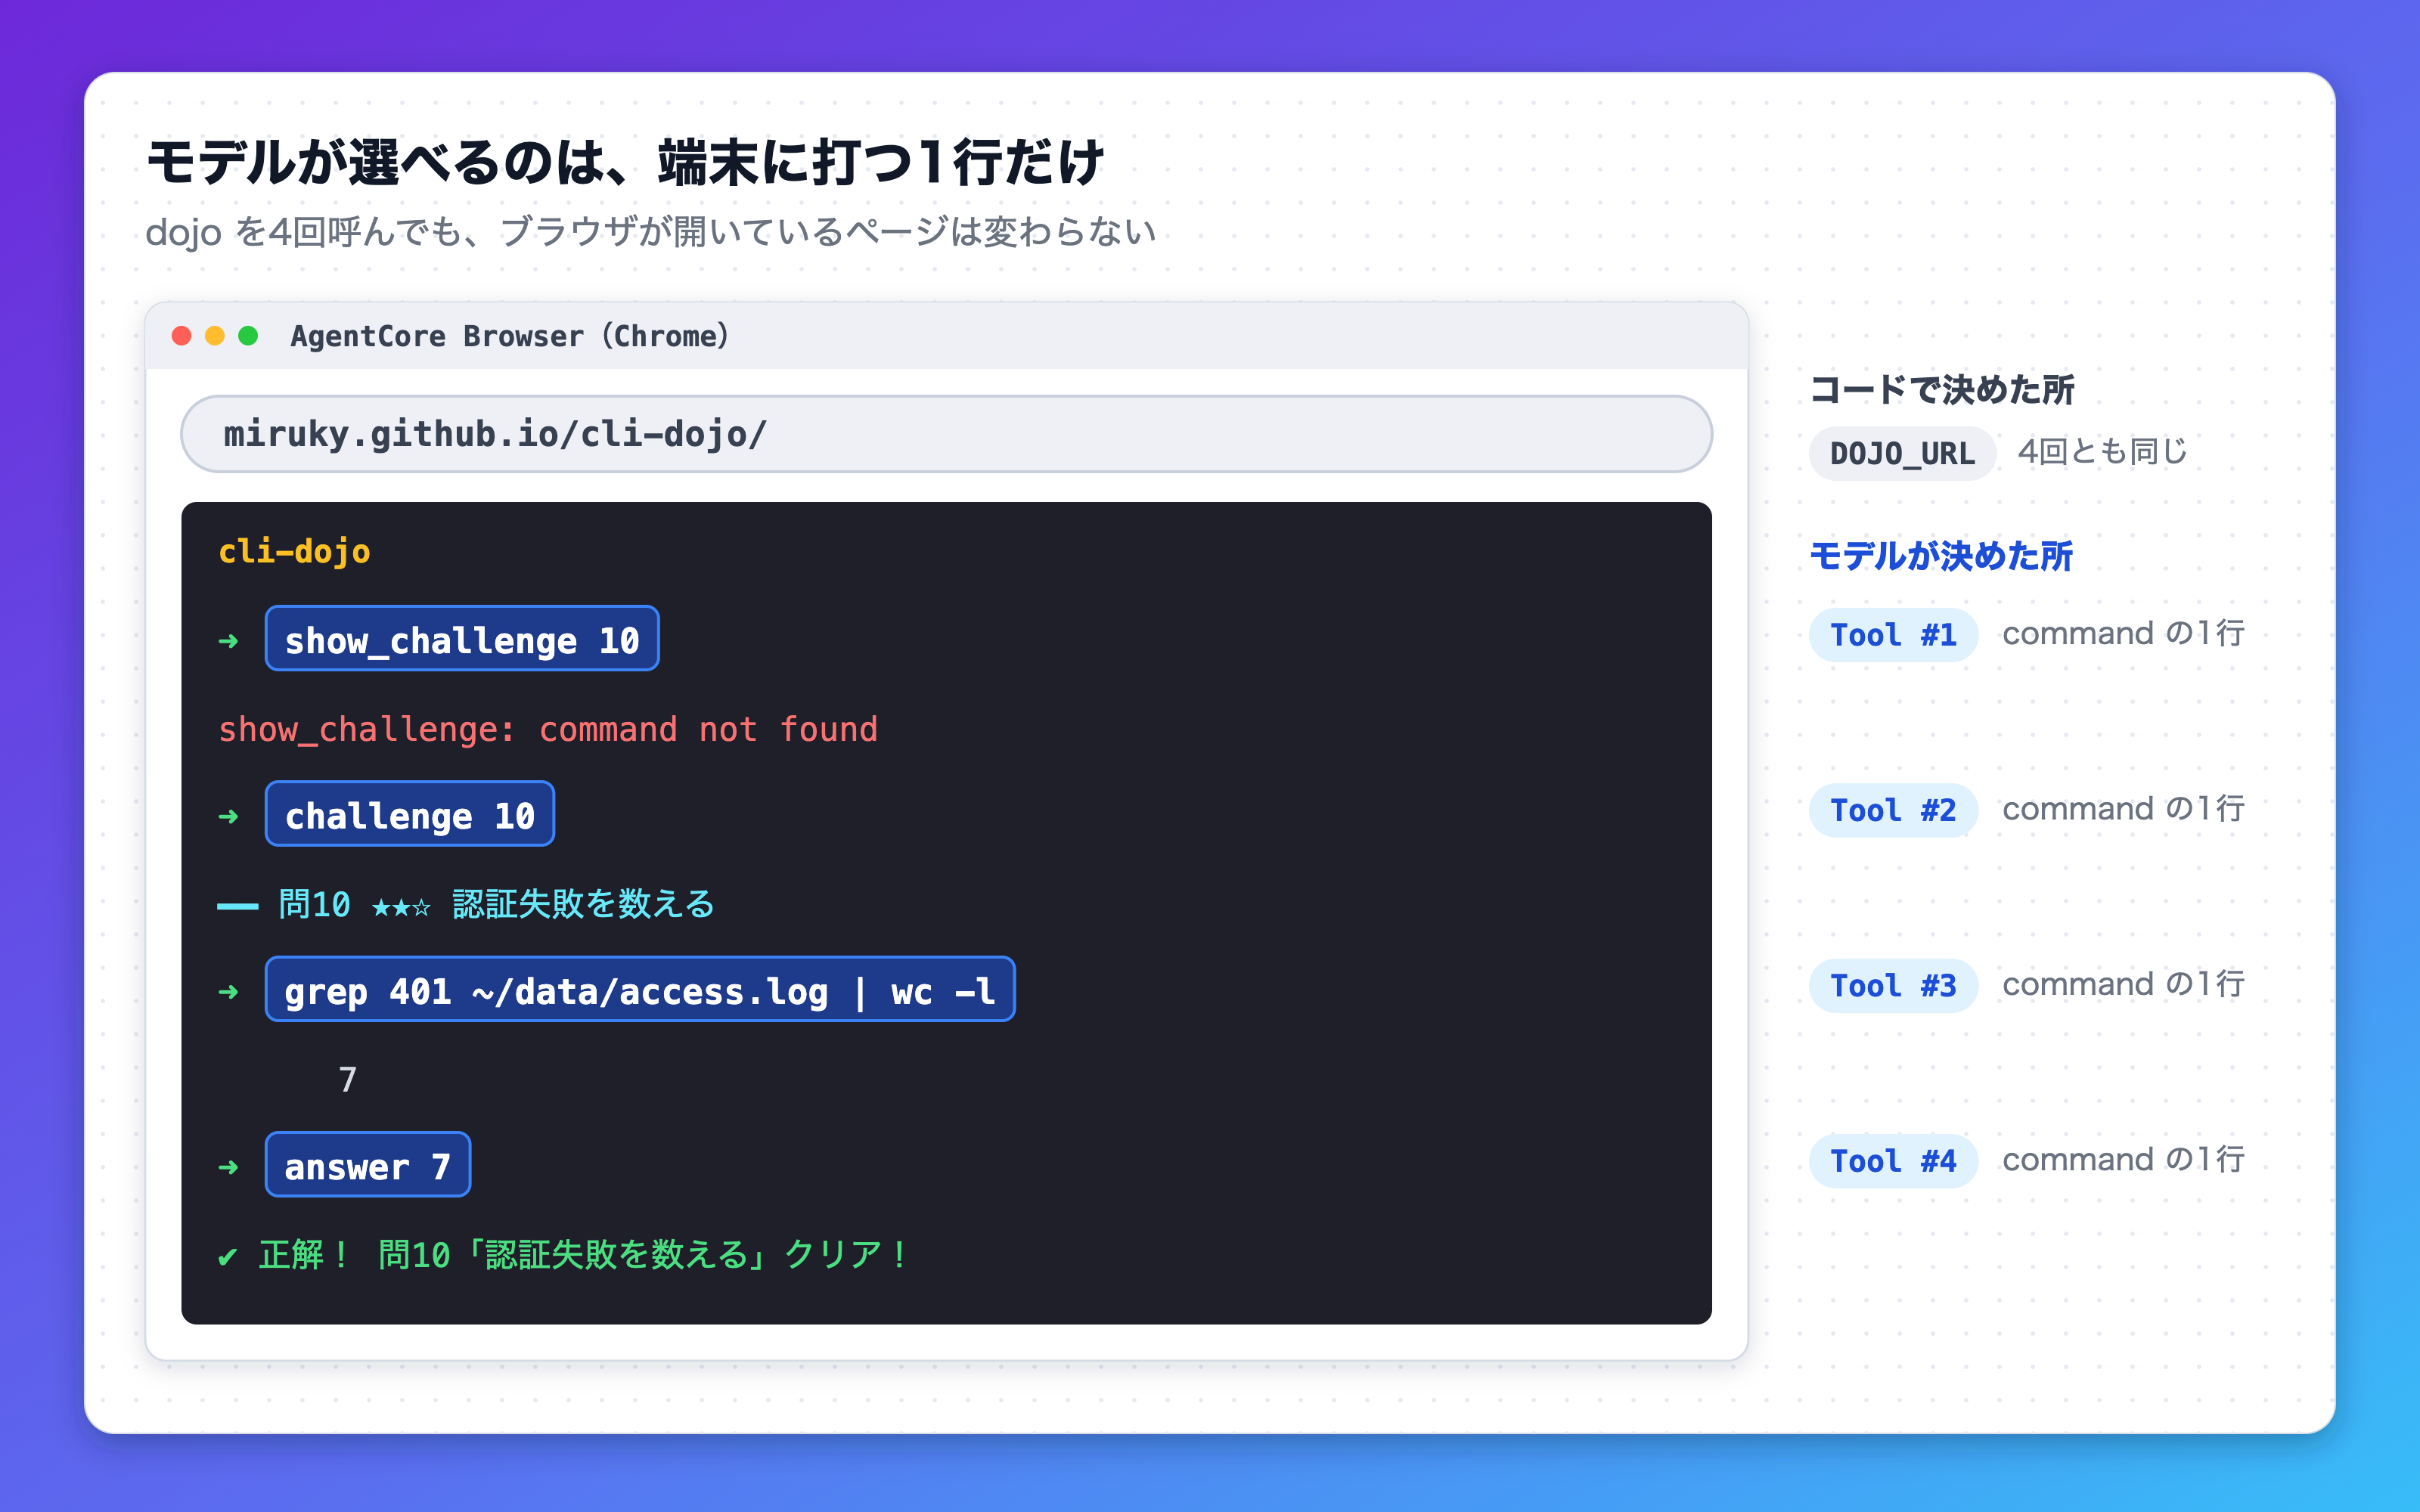 モデルが選べるのは、端末に打つ1行だけ
dojo を4回呼んでも、ブラウザが開いているページは変わらない
AgentCore Browser（Chrome）
miruky.github.io/cli-dojo/
cli-dojo
➜ show_challenge 10
show_challenge: command not found
➜ challenge 10
━━ 問10 ★★☆ 認証失敗を数える
➜ grep 401 ~/data/access.log | wc -l
7
➜ answer 7
✔ 正解！ 問10「認証失敗を数える」クリア！
コードで決めた所
DOJO_URL 4回とも同じ
モデルが決めた所
Tool #1 command の1行
Tool #2 command の1行
Tool #3 command の1行
Tool #4 command の1行